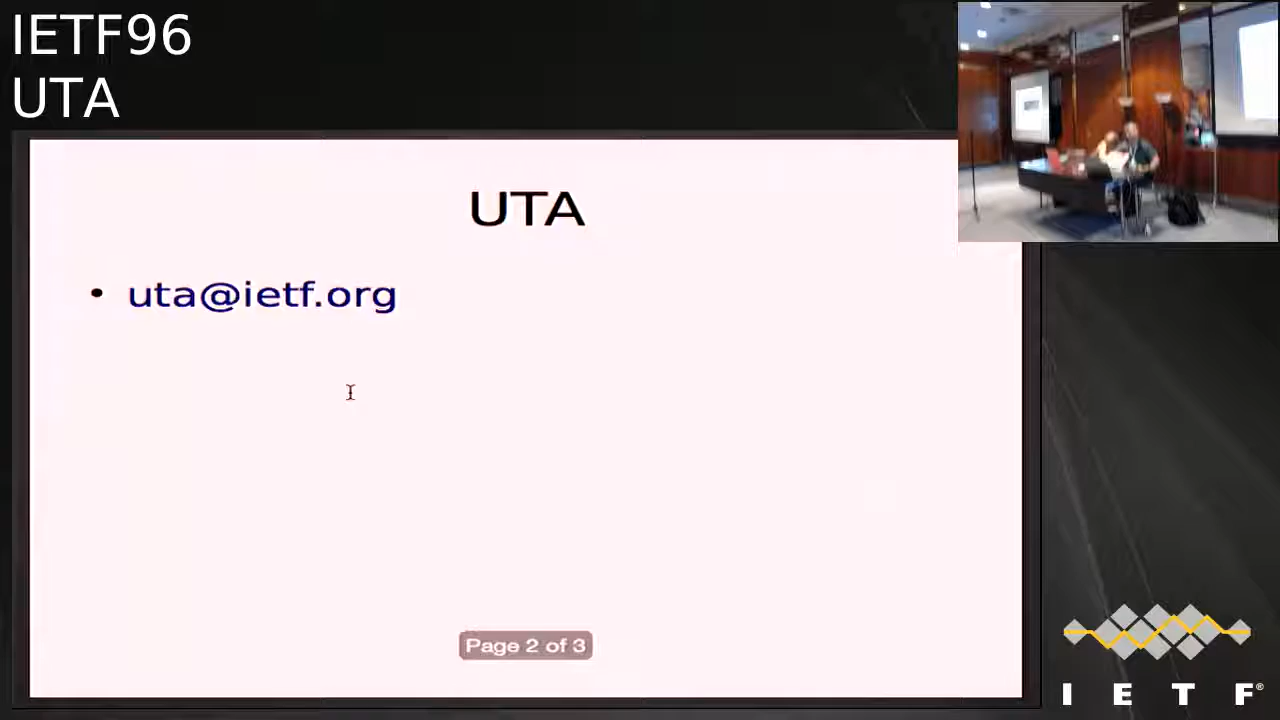 IETF96
UTA
UTA
• uta@ietf.org
Page 2 of 3
I E T F®